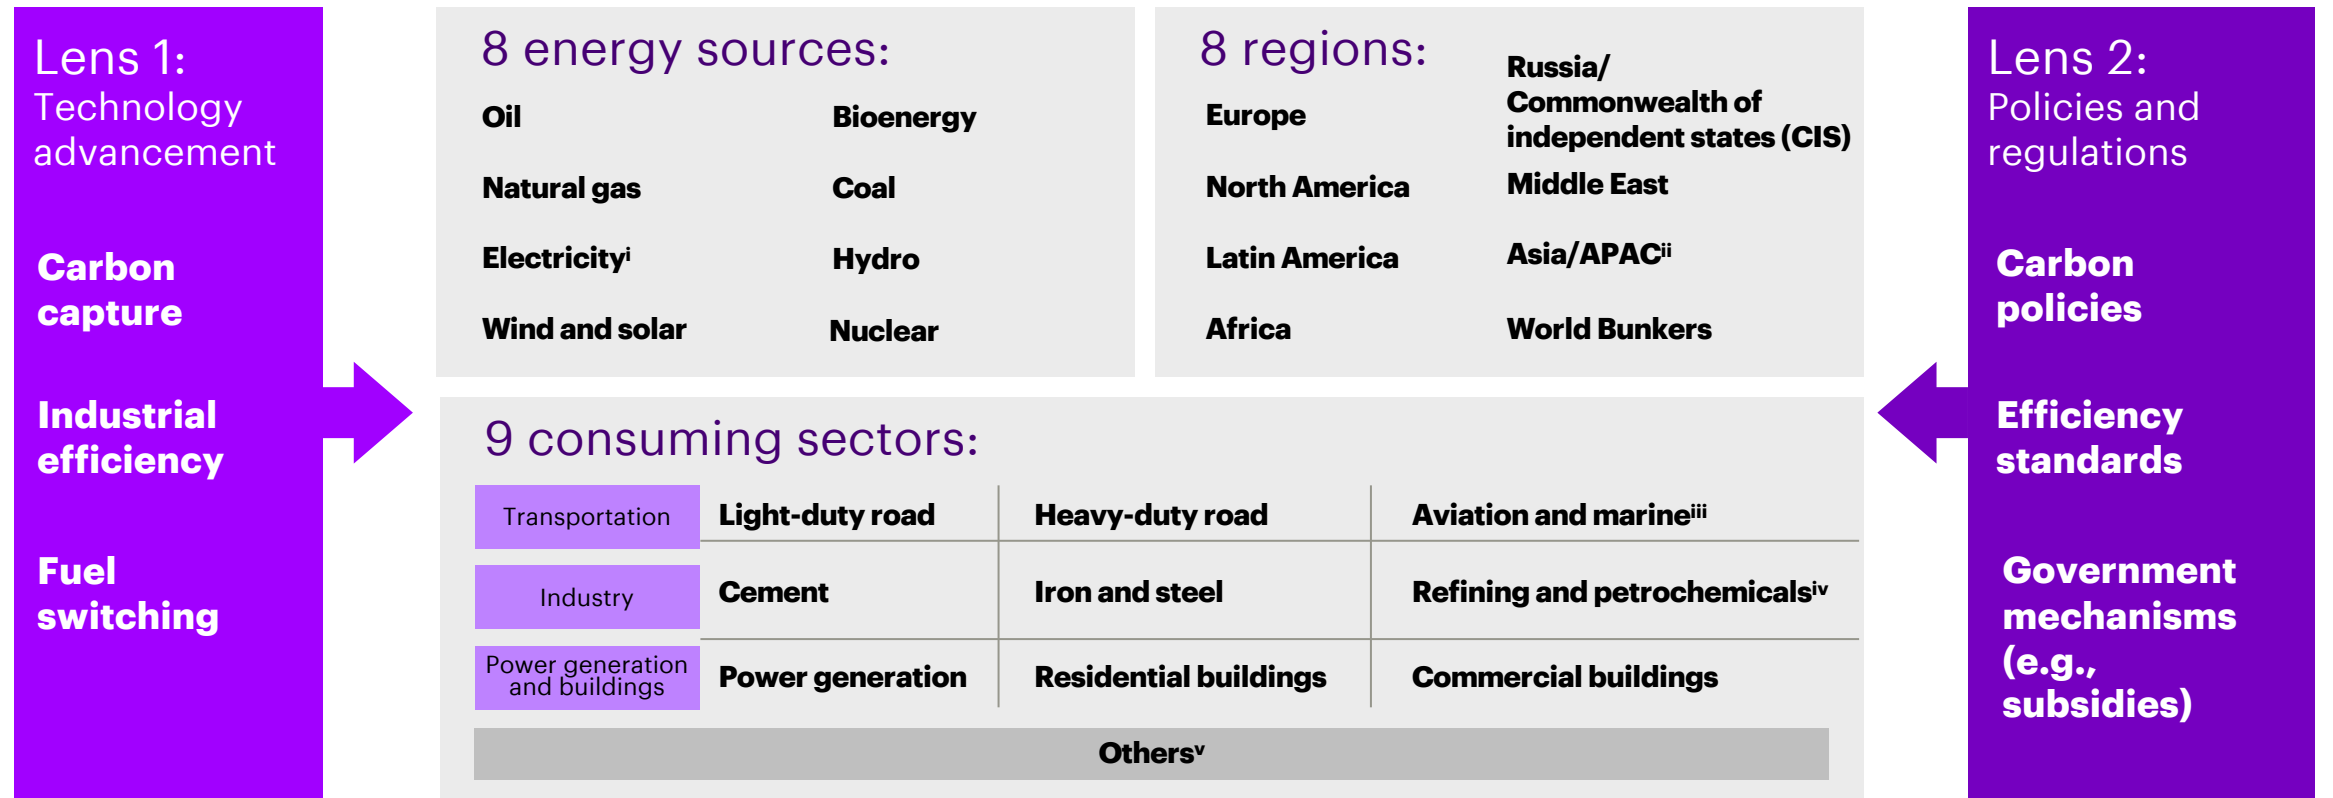 Lens 1:
Technology
advancement
Carbon
capture
Industrial
efficiency
Fuel
switching
8 energy sources:
Oil
Bioenergy
Natural gas
Coal
Electricityⁱ
Hydro
Wind and solar
Nuclear
8 regions:
Europe
Russia/
Commonwealth of
independent states (CIS)
North America
Middle East
Latin America
Asia/APACⁱⁱ
Africa
World Bunkers
9 consuming sectors:
Transportation
Light-duty road
Heavy-duty road
Aviation and marineⁱⁱⁱ
Industry
Cement
Iron and steel
Refining and petrochemicalsⁱᵛ
Power generation
and buildings
Power generation
Residential buildings
Commercial buildings
Othersᵛ
Lens 2:
Policies and
regulations
Carbon
policies
Efficiency
standards
Government
mechanisms
(e.g.,
subsidies)